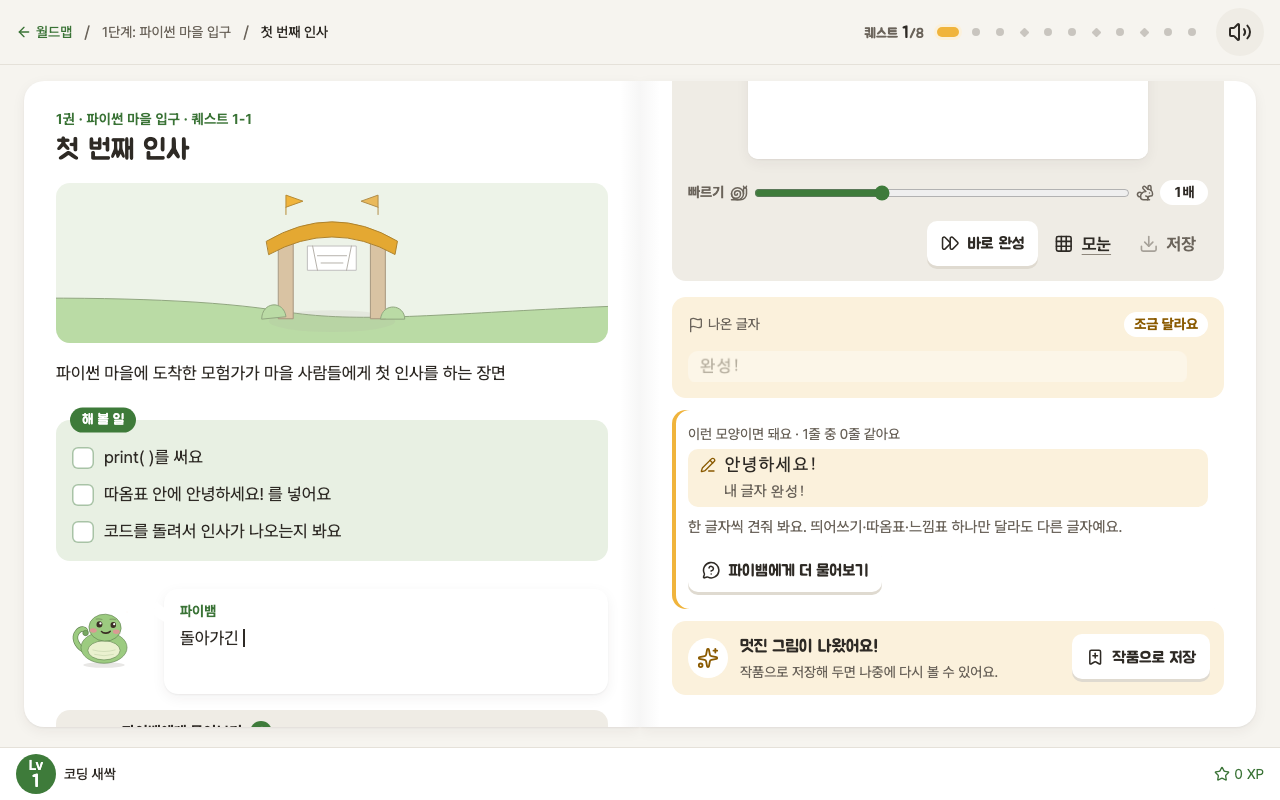 월드맵 / 1단계: 파이썬 마을 입구 / 첫 번째 인사
퀘스트 1/8
1권 · 파이썬 마을 입구 · 퀘스트 1-1
첫 번째 인사
파이썬 마을에 도착한 모험가가 마을 사람들에게 첫 인사를 하는 장면
해 볼 일
print( )를 써요
따옴표 안에 안녕하세요! 를 넣어요
코드를 돌려서 인사가 나오는지 봐요
파이뱀
돌아가긴
빠르기
1배
바로 완성
모눈
저장
나온 글자
조금 달라요
완성!
이런 모양이면 돼요 · 1줄 중 0줄 같아요
안녕하세요!
내 글자 완성!
한 글자씩 견줘 봐요. 띄어쓰기·따옴표·느낌표 하나만 달라도 다른 글자예요.
파이뱀에게 더 물어보기
멋진 그림이 나왔어요!
작품으로 저장해 두면 나중에 다시 볼 수 있어요.
작품으로 저장
Lv
1
코딩 새싹
0 XP